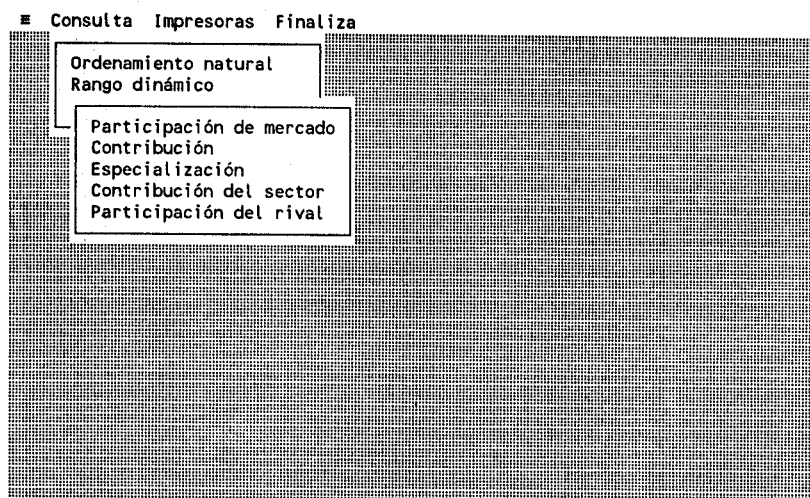 ≡ Consulta Impresoras Finaliza
Ordenamiento natural
Rango dinámico
Participación de mercado
Contribución
Especialización
Contribución del sector
Participación del rival